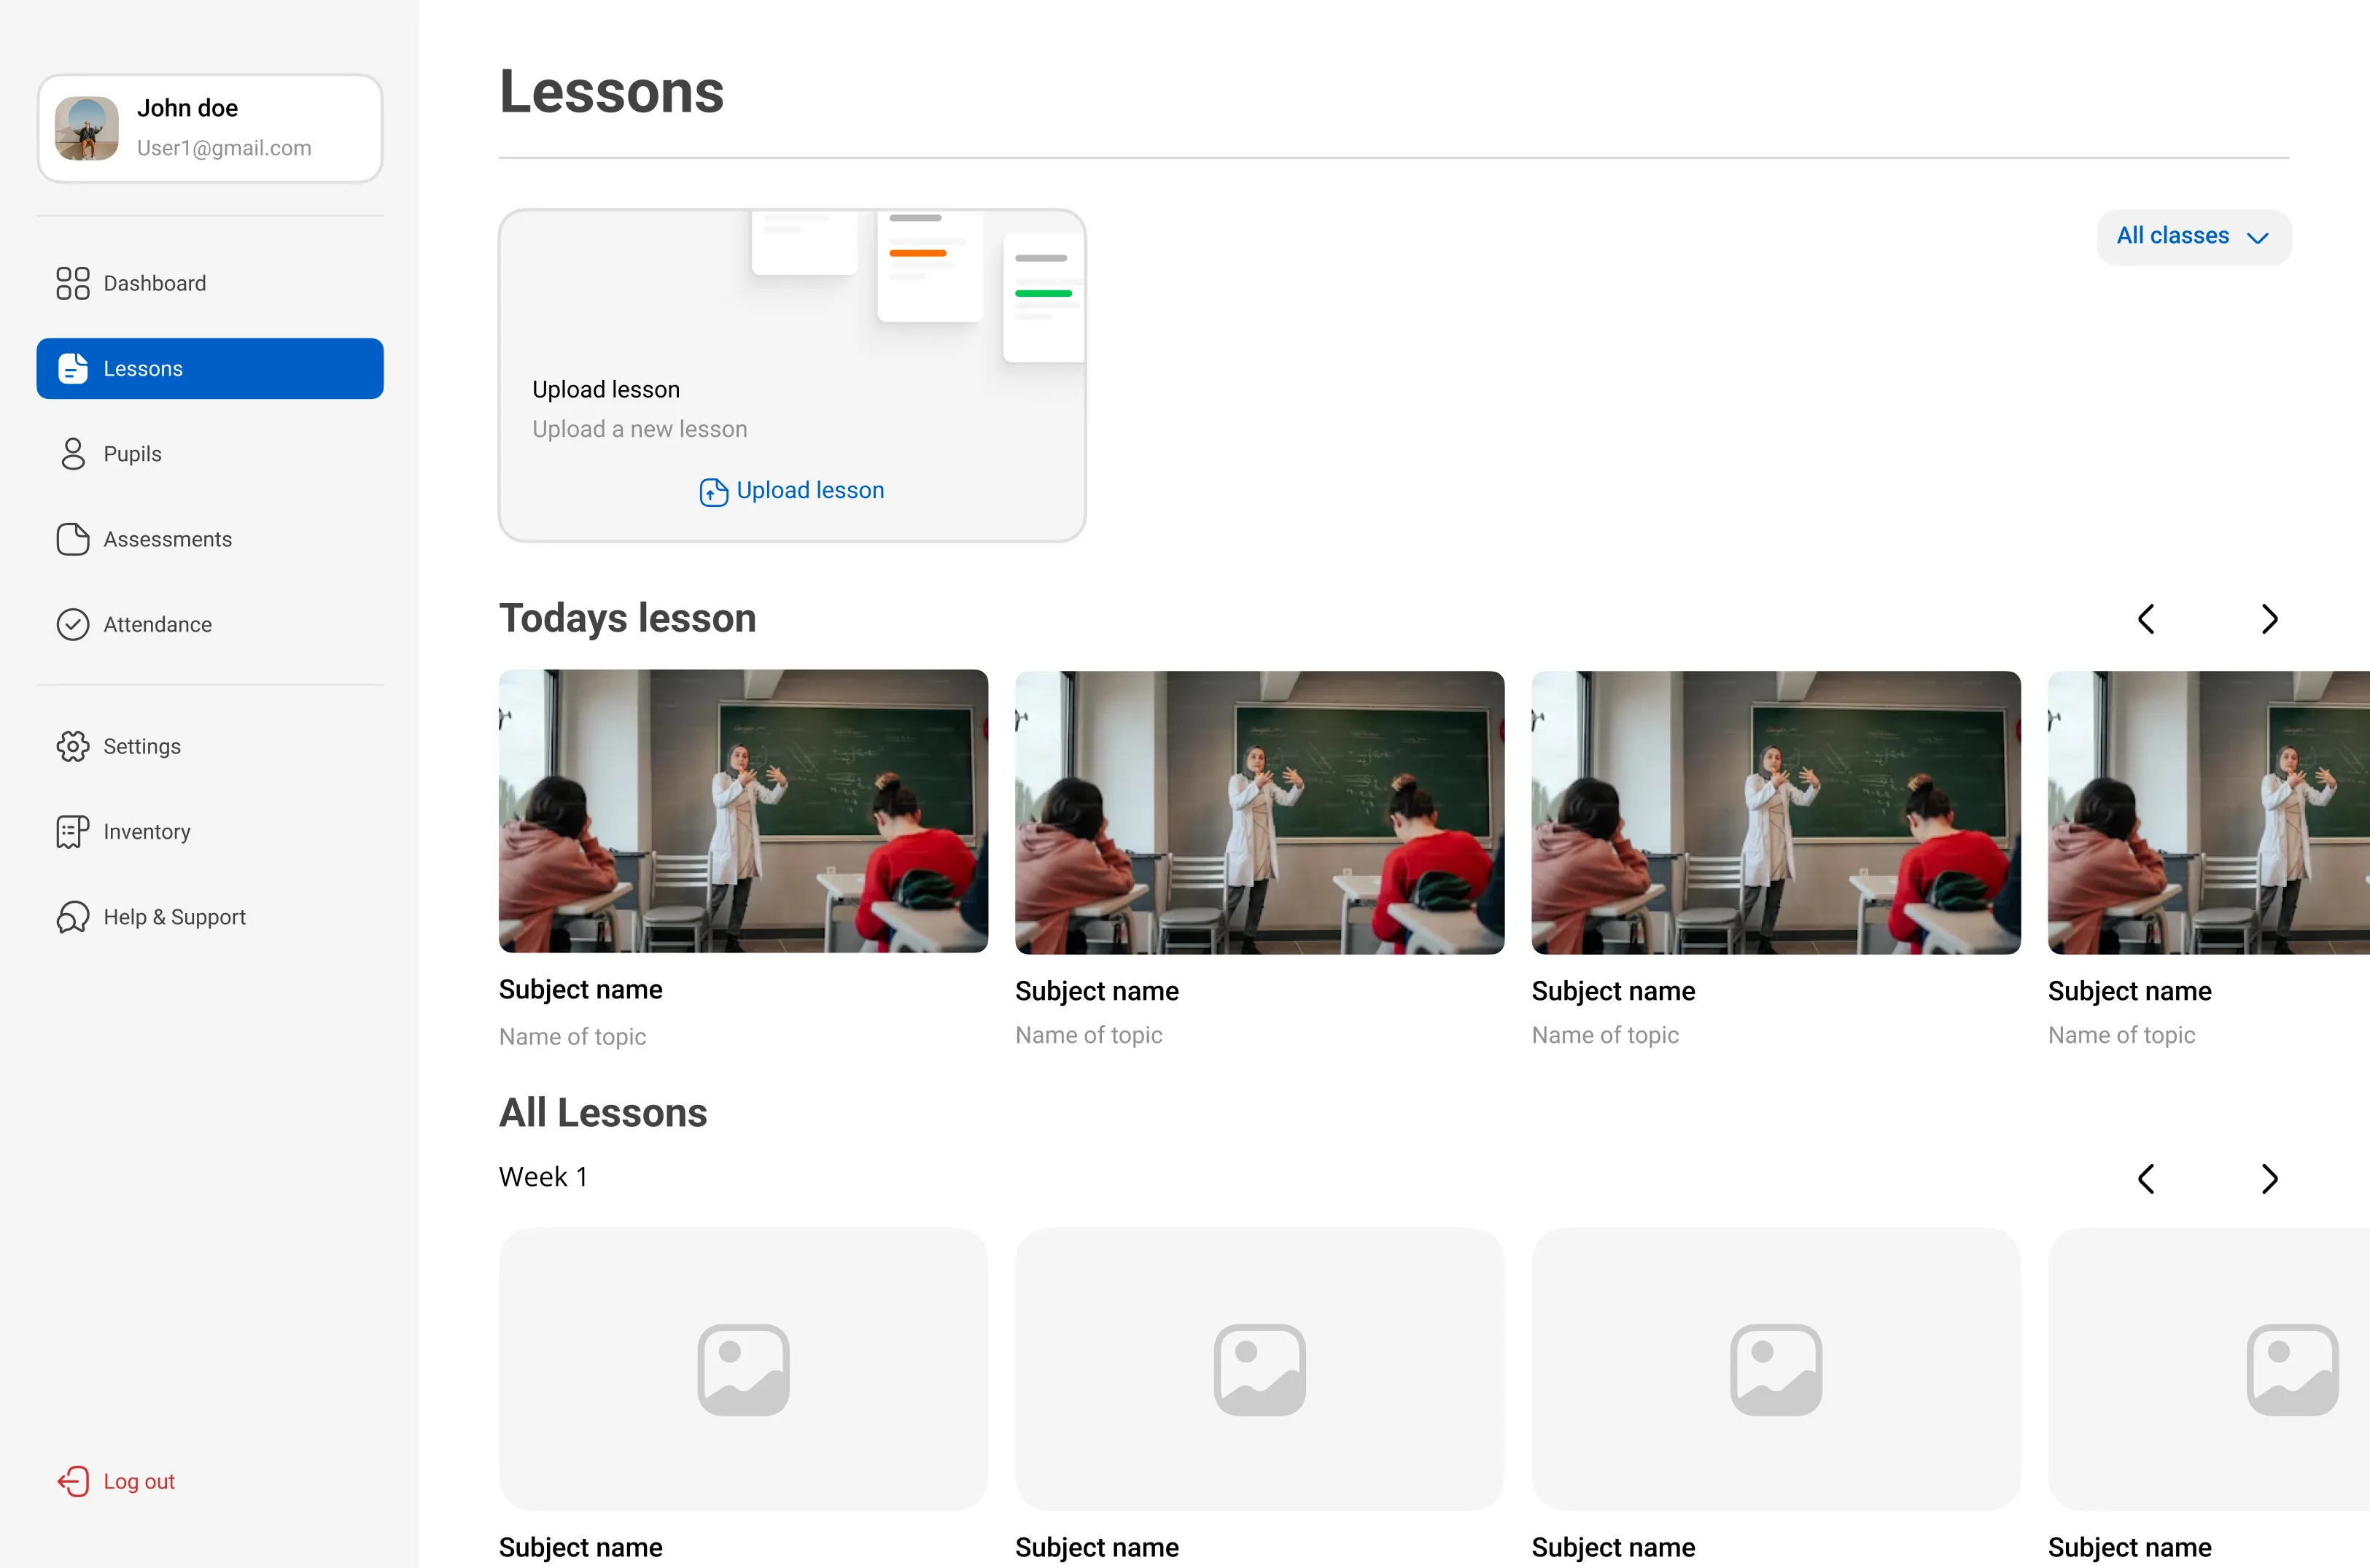 John doe
User1@gmail.com
Dashboard
Lessons
Pupils
Assessments
Attendance
Settings
Inventory
Help & Support
Log out
Lessons
All classes
Upload lesson
Upload a new lesson
Upload lesson
Todays lesson
Subject name
Name of topic
Subject name
Name of topic
Subject name
Name of topic
Subject name
Name of topic
All Lessons
Week 1
Subject name
Subject name
Subject name
Subject name